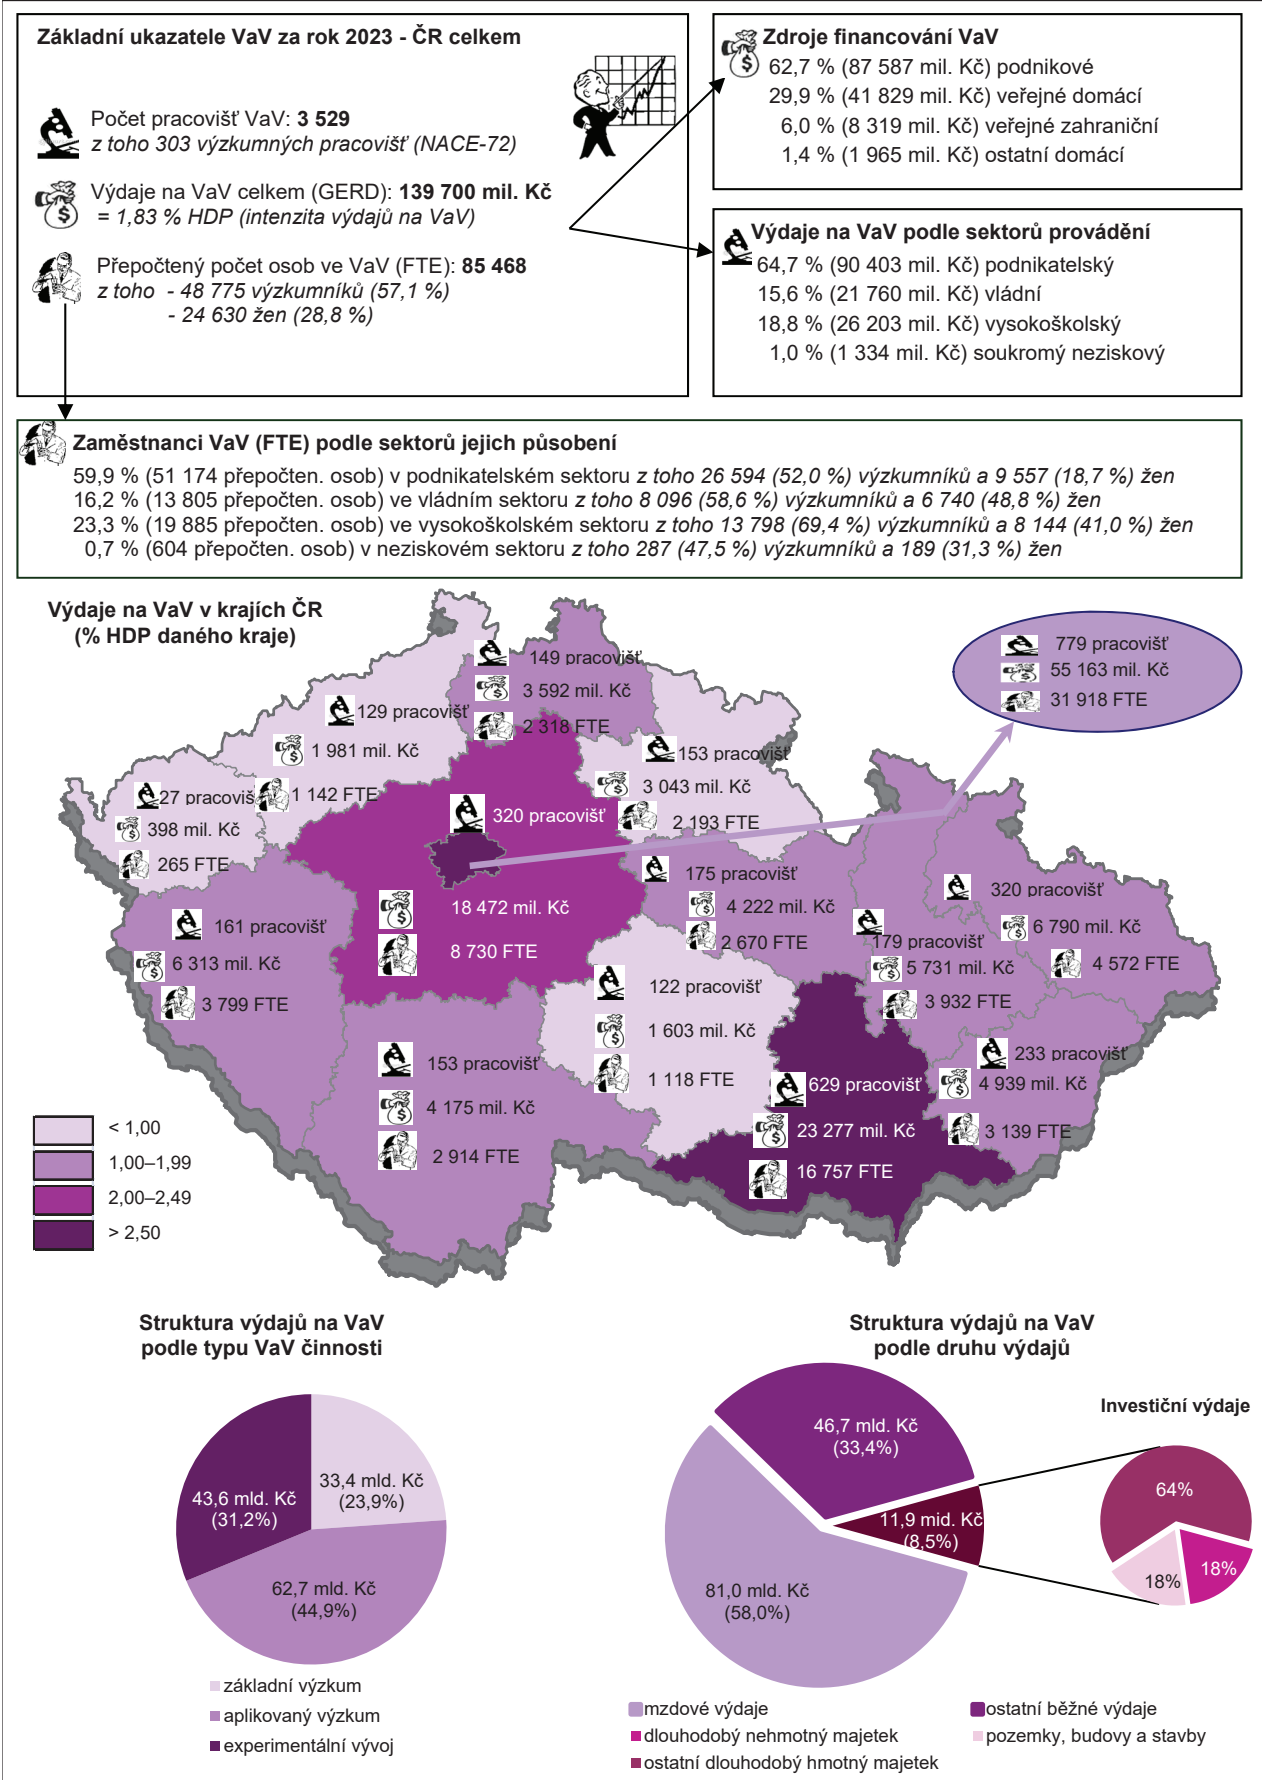 Základní ukazatele VaV za rok 2023 - ČR celkem
Počet pracovišť VaV: 3 529
z toho 303 výzkumných pracovišť (NACE-72)
Výdaje na VaV celkem (GERD): 139 700 mil. Kč
= 1,83 % HDP (intenzita výdajů na VaV)
Přepočtený počet osob ve VaV (FTE): 85 468
z toho - 48 775 výzkumníků (57,1 %)
- 24 630 žen (28,8 %)
Zdroje financování VaV
62,7 % (87 587 mil. Kč) podnikové
29,9 % (41 829 mil. Kč) veřejné domácí
6,0 % (8 319 mil. Kč) veřejné zahraniční
1,4 % (1 965 mil. Kč) ostatní domácí
Výdaje na VaV podle sektorů provádění
64,7 % (90 403 mil. Kč) podnikatelský
15,6 % (21 760 mil. Kč) vládní
18,8 % (26 203 mil. Kč) vysokoškolský
1,0 % (1 334 mil. Kč) soukromý neziskový
Zaměstnanci VaV (FTE) podle sektorů jejich působení
59,9 % (51 174 přepočten. osob) v podnikatelském sektoru z toho 26 594 (52,0 %) výzkumníků a 9 557 (18,7 %) žen
16,2 % (13 805 přepočten. osob) ve vládním sektoru z toho 8 096 (58,6 %) výzkumníků a 6 740 (48,8 %) žen
23,3 % (19 885 přepočten. osob) ve vysokoškolském sektoru z toho 13 798 (69,4 %) výzkumníků a 8 144 (41,0 %) žen
0,7 % (604 přepočten. osob) v neziskovém sektoru z toho 287 (47,5 %) výzkumníků a 189 (31,3 %) žen
Výdaje na VaV v krajích ČR
(% HDP daného kraje)
779 pracovišť
55 163 mil. Kč
31 918 FTE
149 pracovišť
3 592 mil. Kč
2 318 FTE
129 pracovišť
1 981 mil. Kč
1 142 FTE
153 pracovišť
3 043 mil. Kč
2 193 FTE
27 pracoviš
398 mil. Kč
265 FTE
320 pracovišť
18 472 mil. Kč
8 730 FTE
175 pracovišť
4 222 mil. Kč
2 670 FTE
320 pracovišť
6 790 mil. Kč
4 572 FTE
161 pracovišť
6 313 mil. Kč
3 799 FTE
179 pracovišť
5 731 mil. Kč
3 932 FTE
122 pracovišť
1 603 mil. Kč
1 118 FTE
153 pracovišť
4 175 mil. Kč
2 914 FTE
233 pracovišť
4 939 mil. Kč
3 139 FTE
629 pracovišť
23 277 mil. Kč
16 757 FTE
< 1,00
1,00–1,99
2,00–2,49
> 2,50
Struktura výdajů na VaV
podle typu VaV činnosti
33,4 mld. Kč
(23,9%)
43,6 mld. Kč
(31,2%)
62,7 mld. Kč
(44,9%)
základní výzkum
aplikovaný výzkum
experimentální vývoj
Struktura výdajů na VaV
podle druhu výdajů
46,7 mld. Kč
(33,4%)
11,9 mid. Kč
(8,5%)
81,0 mld. Kč
(58,0%)
Investiční výdaje
64%
18%
18%
mzdové výdaje
ostatní běžné výdaje
dlouhodobý nehmotný majetek
pozemky, budovy a stavby
ostatní dlouhodobý hmotný majetek